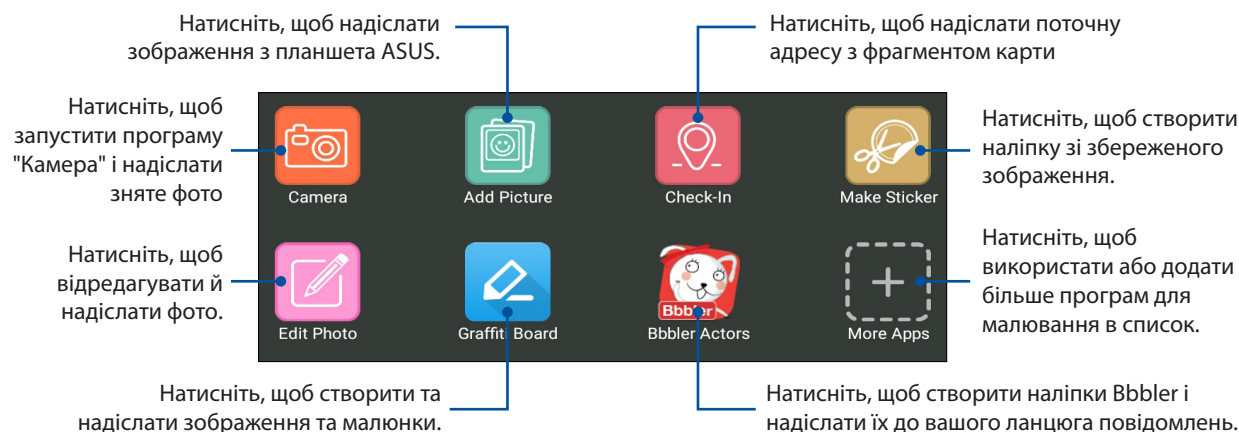 Натисніть, щоб надіслати
зображення з планшета ASUS.
Натисніть, щоб надіслати поточну
адресу з фрагментом карти
Натисніть, щоб
запустити програму
"Камера" і надіслати
зняте фото
Натисніть, щоб створити
наліпку зі збереженого
зображення.
Camera
Add Picture
Check-In
Make Sticker
Натисніть, щоб
відредагувати й
надіслати фото.
Натисніть, щоб
використати або додати
більше програм для
малювання в список.
Bbbler
Edit Photo
Graffiti Board
Bbbler Actors
More Apps
Натисніть, щоб створити та
надіслати зображення та малюнки.
Натисніть, щоб створити наліпки Bbbler і
надіслати їх до вашого ланцюга повідомлень.